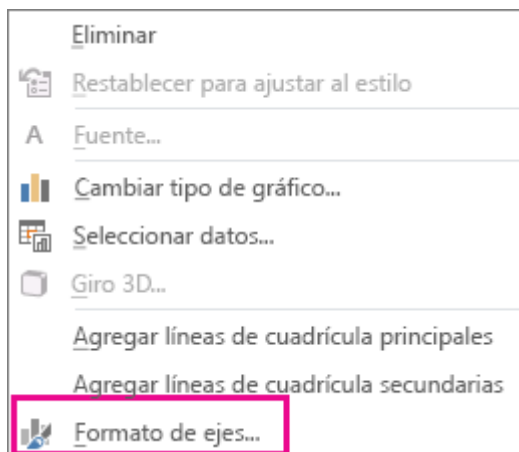 Eliminar
Restablecer para ajustar al estilo
A Fuente...
Cambiar tipo de gráfico...
Seleccionar datos...
Giro 3D...
Agregar líneas de cuadrícula principales
Agregar líneas de cuadrícula secundarias
Formato de ejes...